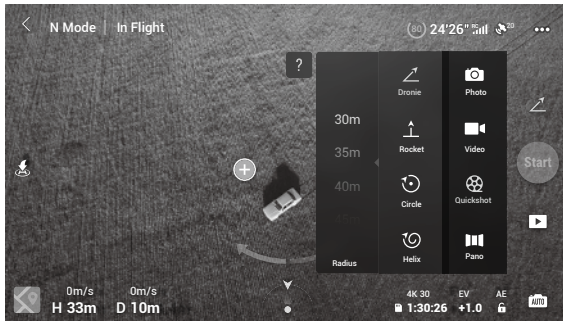 N Mode In Flight
80 24'26" RC 20
?
Dronie Photo
30m
35m
Rocket Video
40m
Circle Quickshot
Start
Radius Helix Pano
0m/s 0m/s
H 33m D 10m
4K 30 EV AE
1:30:26 +1.0
AUTO